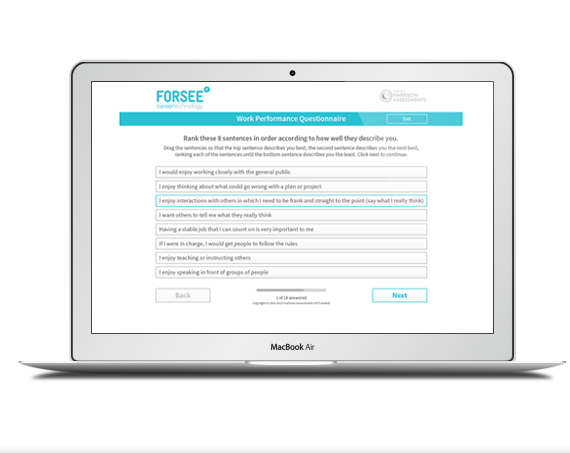 FORSEE
CareerTechnology
HARRISON
ASSESSMENTS
Work Performance Questionnaire
Exit
Rank these 8 sentences in order according to how well they describe you.
Drag the sentences so that the top sentence describes you best, the second sentence describes you the next best,
ranking each of the sentences until the bottom sentence describes you the least. Click next to continue.
I would enjoy working closely with the general public
I enjoy thinking about what could go wrong with a plan or project
I enjoy interactions with others in which I need to be frank and straight to the point (say what I really think)
I want others to tell me what they really think
Having a stable job that I can count on is very important to me
If I were in charge, I would get people to follow the rules
I enjoy teaching or instructing others
I enjoy speaking in front of groups of people
Back
Next
MacBook Air